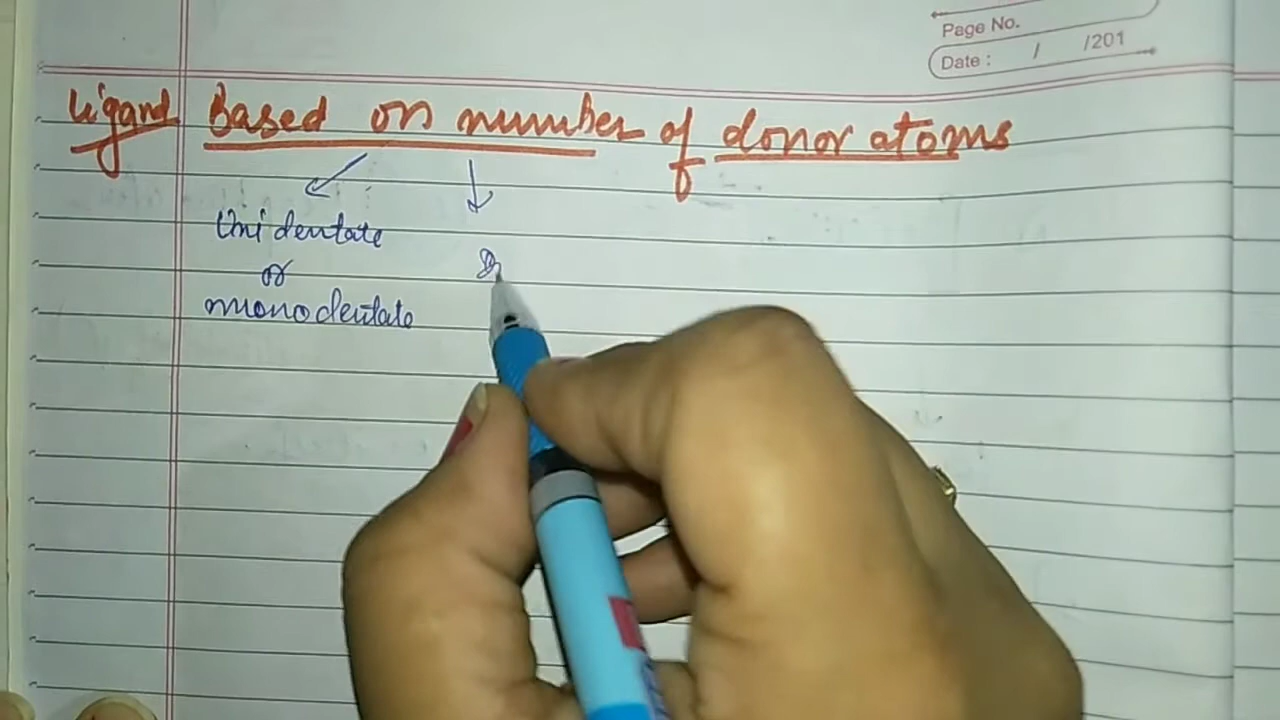 Page No.
Date : / /201
Ligand Based on number of donor atoms
Unidentate
or
monodentate